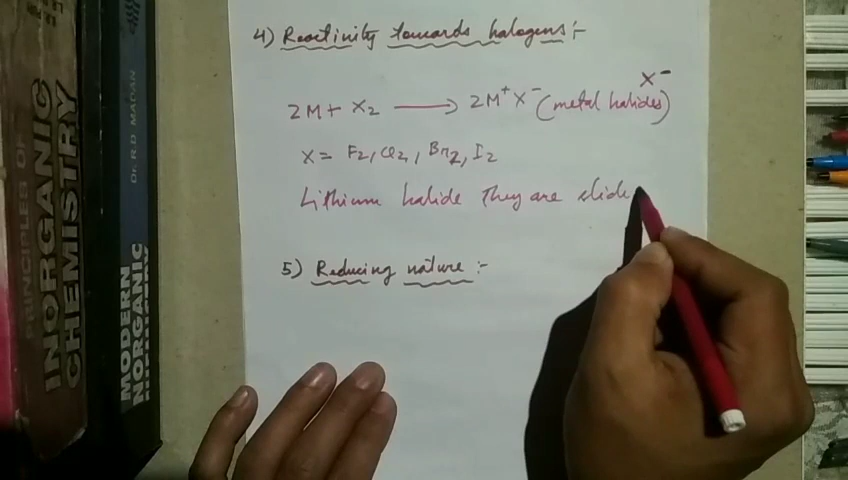 PRINCIPLES OF
INORGANIC
CHEMISTRY
MODERN
INORGANIC
Dr. R D MADAN
4) Reactivity towards halogens :-
X⁻
2M + X₂ ⟶ 2M⁺X⁻ (metal halides)
X = F₂, Cl₂, Br₂, I₂
Lithium halide They are slide
5) Reducing nature :-